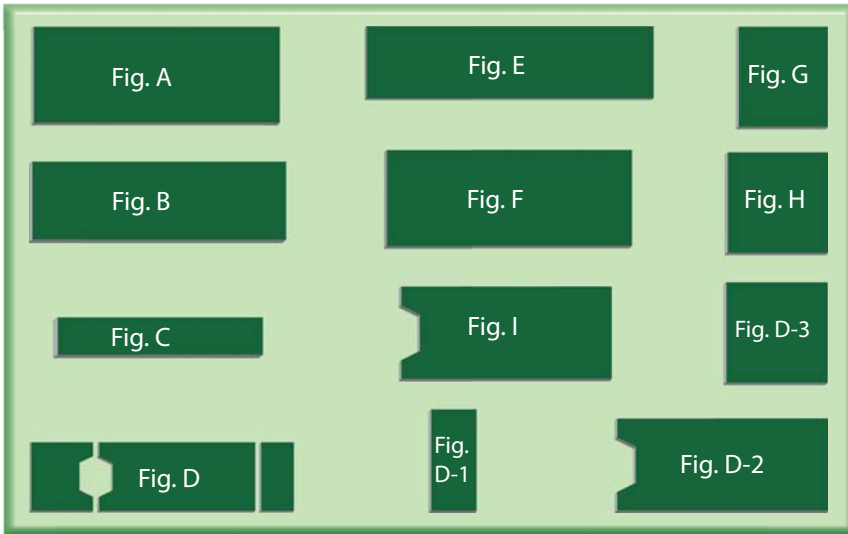 Fig. A
Fig. E
Fig. G
Fig. B
Fig. F
Fig. H
Fig. C
Fig. I
Fig. D-3
Fig. D
Fig.
D-1
Fig. D-2